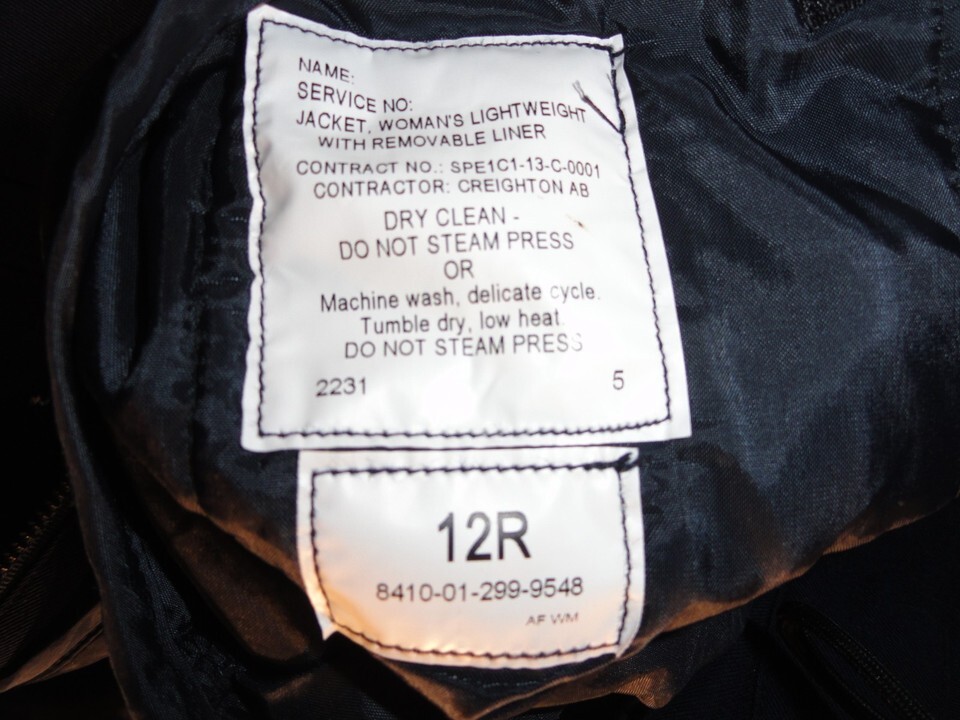 NAME:
SERVICE NO:
JACKET, WOMAN'S LIGHTWEIGHT
WITH REMOVABLE LINER
CONTRACT NO.: SPE1C1-13-C-0001
CONTRACTOR: CREIGHTON AB
DRY CLEAN -
DO NOT STEAM PRESS
OR
Machine wash, delicate cycle.
Tumble dry, low heat.
DO NOT STEAM PRESS
2231 5
12R
8410-01-299-9548
AF WM